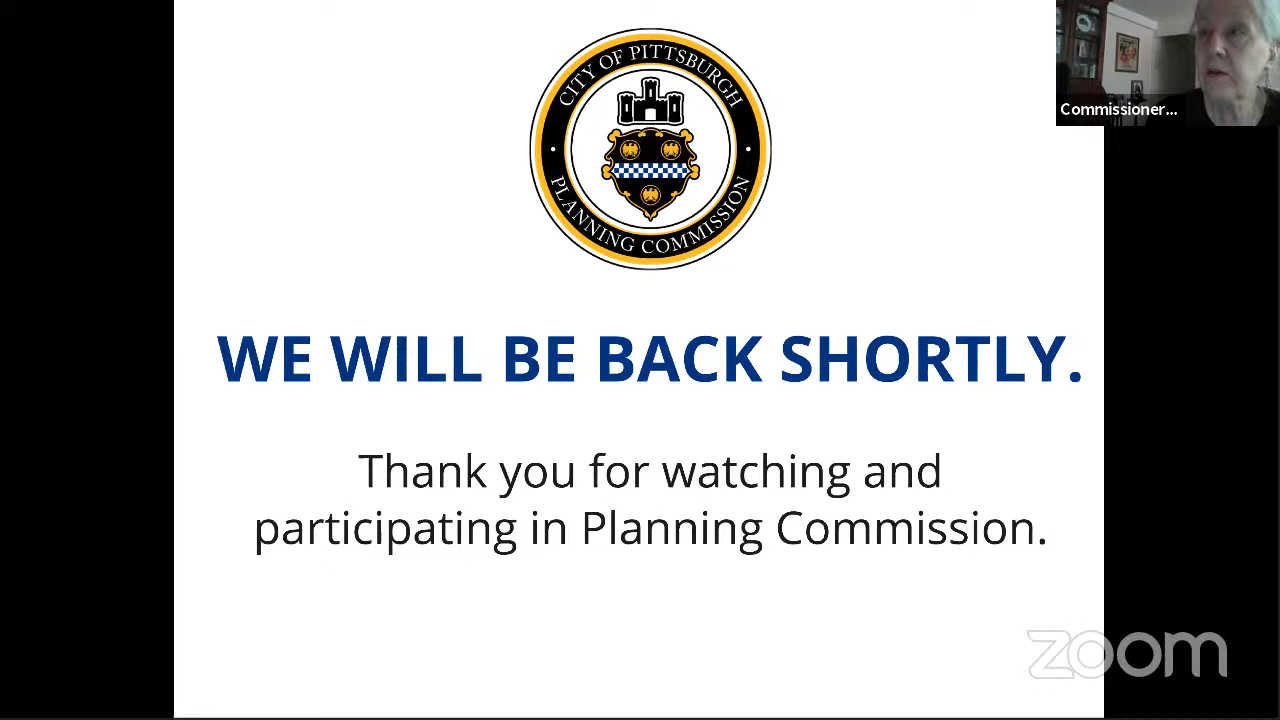 CITY OF PITTSBURGH
PLANNING COMMISSION
Commissioner...
WE WILL BE BACK SHORTLY.
Thank you for watching and
participating in Planning Commission.
zoom